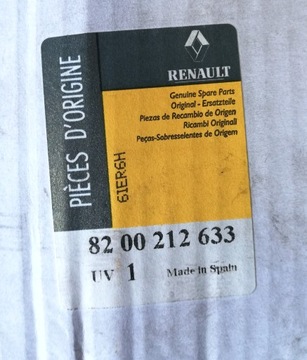 PIÈCES D'ORIGINE
RENAULT
Genuine Spare Parts
Original - Ersatzteile
Piezas de Recambio de Origen
Ricambi Originali
Peças-Sobresselentes de Origem
6IER6H
82 00 212 633
UV 1 Made in Spain